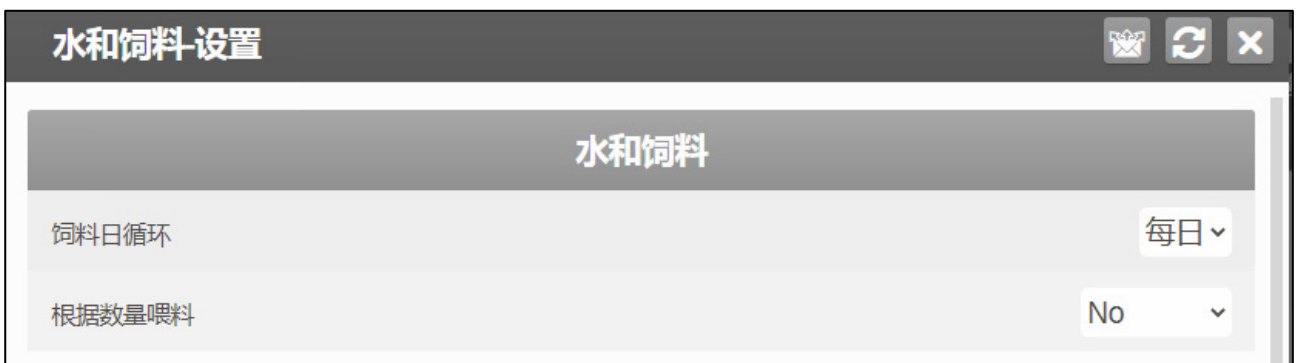 水和饲料-设置
水和饲料
饲料日循环
每日
根据数量喂料
No